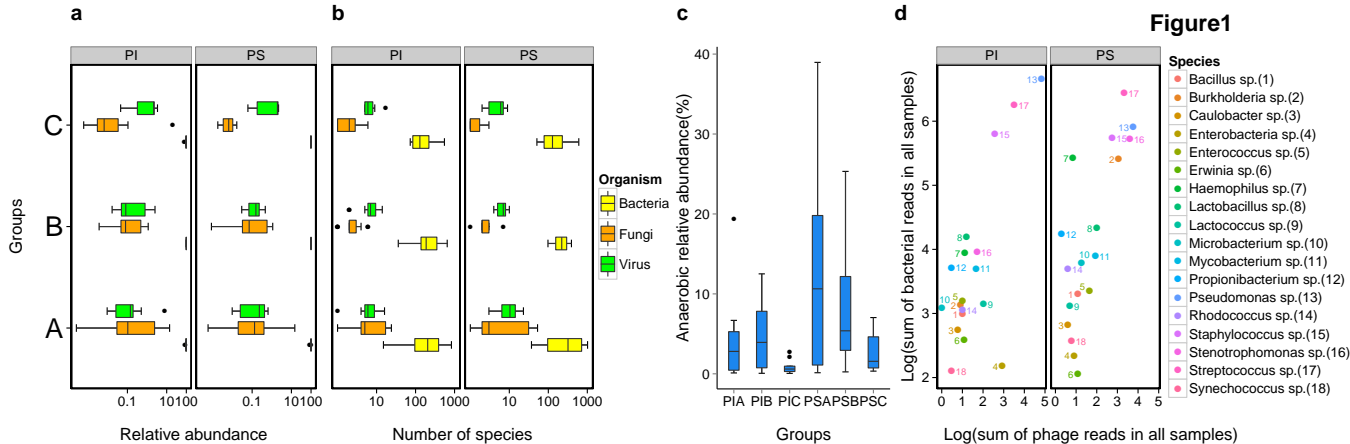 a
b
c
d
Figure1
PI
PS
C
B
A
Groups
0.1
10
100
0.1
10
100
Relative abundance
PI
PS
10
1000
10
1000
Number of species
Organism
Bacteria
Fungi
Virus
Anaerobic relative abundance(%)
40
30
20
10
0
PIA
PIB
PIC
PSA
PSB
PSC
Groups
Log(sum of bacterial reads in all samples)
6
5
4
3
2
PI
PS
13
17
15
8
7
16
12
11
10
5
9
2
1
14
3
6
4
18
17
13
15
16
7
2
8
12
11
10
14
5
1
9
3
18
4
6
0 1 2 3 4 5
0 1 2 3 4 5
Log(sum of phage reads in all samples)
Species
Bacillus sp.(1)
Burkholderia sp.(2)
Caulobacter sp.(3)
Enterobacteria sp.(4)
Enterococcus sp.(5)
Erwinia sp.(6)
Haemophilus sp.(7)
Lactobacillus sp.(8)
Lactococcus sp.(9)
Microbacterium sp.(10)
Mycobacterium sp.(11)
Propionibacterium sp.(12)
Pseudomonas sp.(13)
Rhodococcus sp.(14)
Staphylococcus sp.(15)
Stenotrophomonas sp.(16)
Streptococcus sp.(17)
Synechococcus sp.(18)